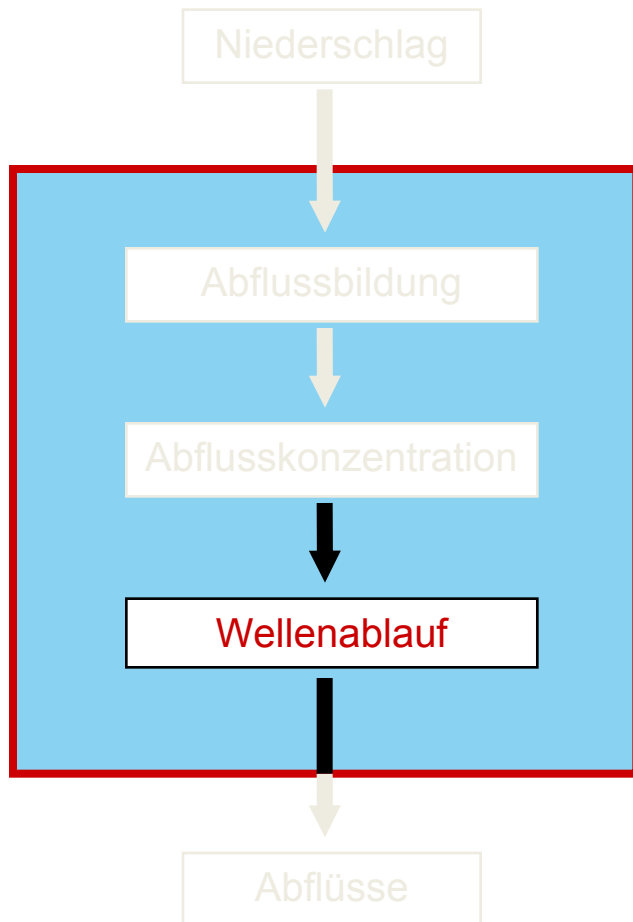 Niederschlag
Abflussbildung
Abflusskonzentration
Wellenablauf
Abflüsse